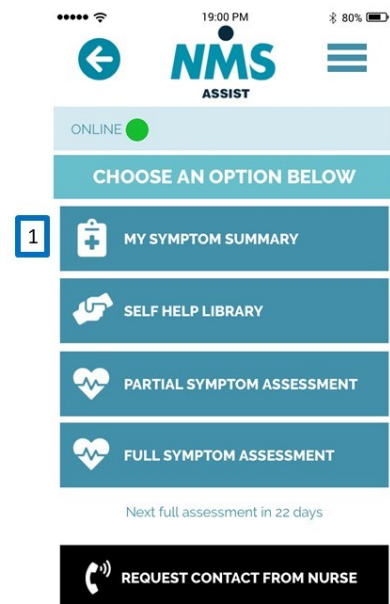 19:00 PM
80%
NMS
ASSIST
ONLINE
CHOOSE AN OPTION BELOW
1
MY SYMPTOM SUMMARY
SELF HELP LIBRARY
PARTIAL SYMPTOM ASSESSMENT
FULL SYMPTOM ASSESSMENT
Next full assessment in 22 days
REQUEST CONTACT FROM NURSE